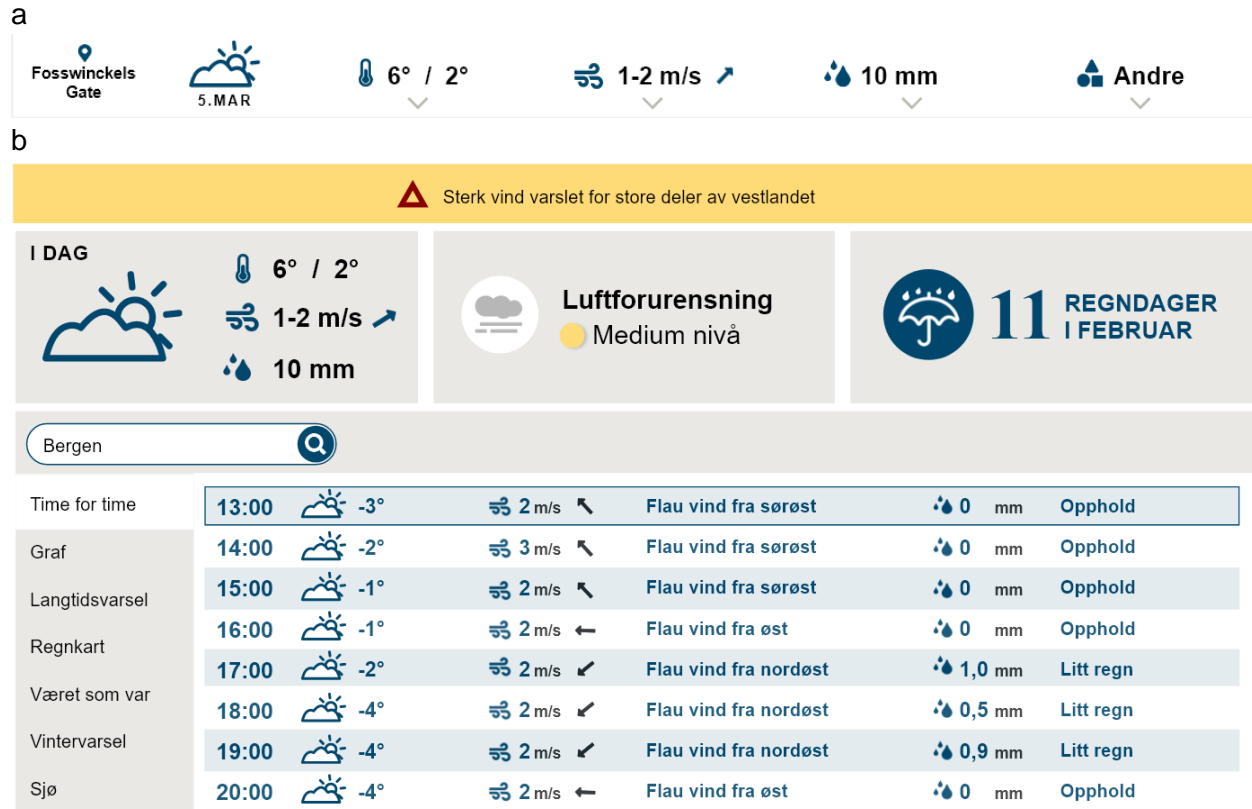 a
Fosswinckels
Gate
5.MAR
6° / 2°
1-2 m/s
10 mm
Andre
b
Sterk vind varslet for store deler av vestlandet
I DAG
6° / 2°
1-2 m/s
10 mm
Luftforurensning
Medium nivå
11 REGNDAGER
I FEBRUAR
Bergen
Time for time
Graf
Langtidsvarsel
Regnkart
Været som var
Vintervarsel
Sjø
13:00 -3° 2 m/s Flau vind fra sørøst 0 mm Opphold
14:00 -2° 3 m/s Flau vind fra sørøst 0 mm Opphold
15:00 -1° 2 m/s Flau vind fra sørøst 0 mm Opphold
16:00 -1° 2 m/s Flau vind fra øst 0 mm Opphold
17:00 -2° 2 m/s Flau vind fra nordøst 1,0 mm Litt regn
18:00 -4° 2 m/s Flau vind fra nordøst 0,5 mm Litt regn
19:00 -4° 2 m/s Flau vind fra nordøst 0,9 mm Litt regn
20:00 -4° 2 m/s Flau vind fra øst 0 mm Opphold